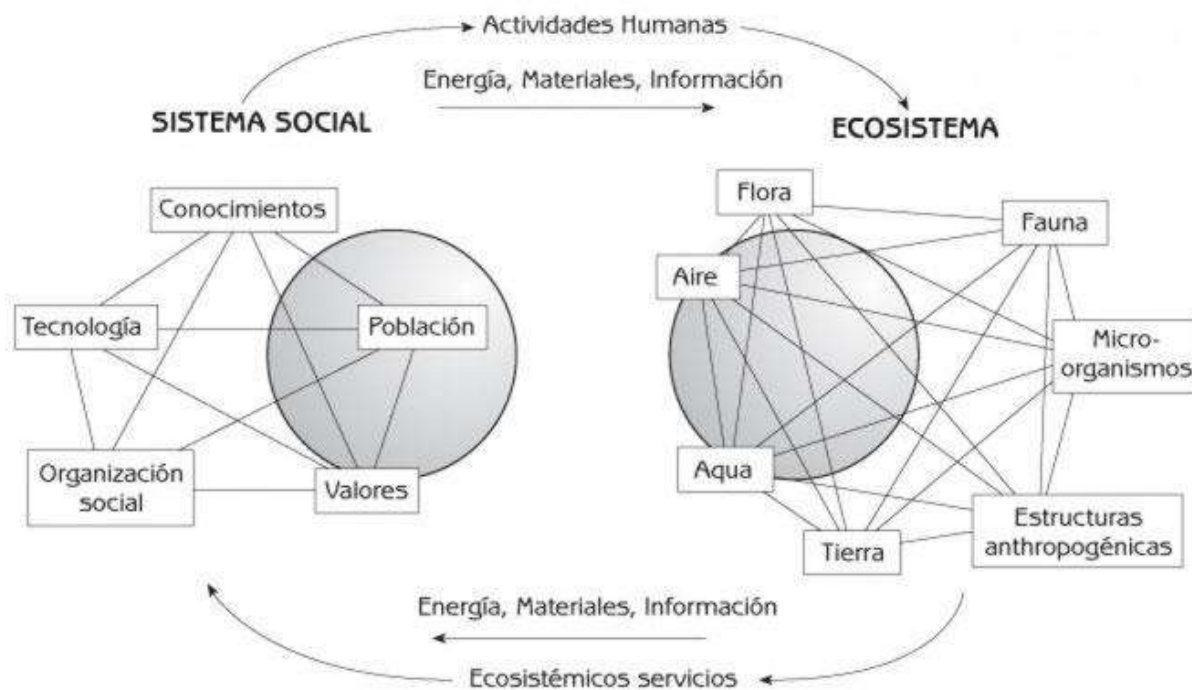 Actividades Humanas
Energía, Materiales, Información
SISTEMA SOCIAL
ECOSISTEMA
Conocimientos
Tecnología
Población
Organización
social
Valores
Flora
Fauna
Aire
Micro-
organismos
Aqua
Tierra
Estructuras
anthropogénicas
Energía, Materiales, Información
Ecosistémicos servicios